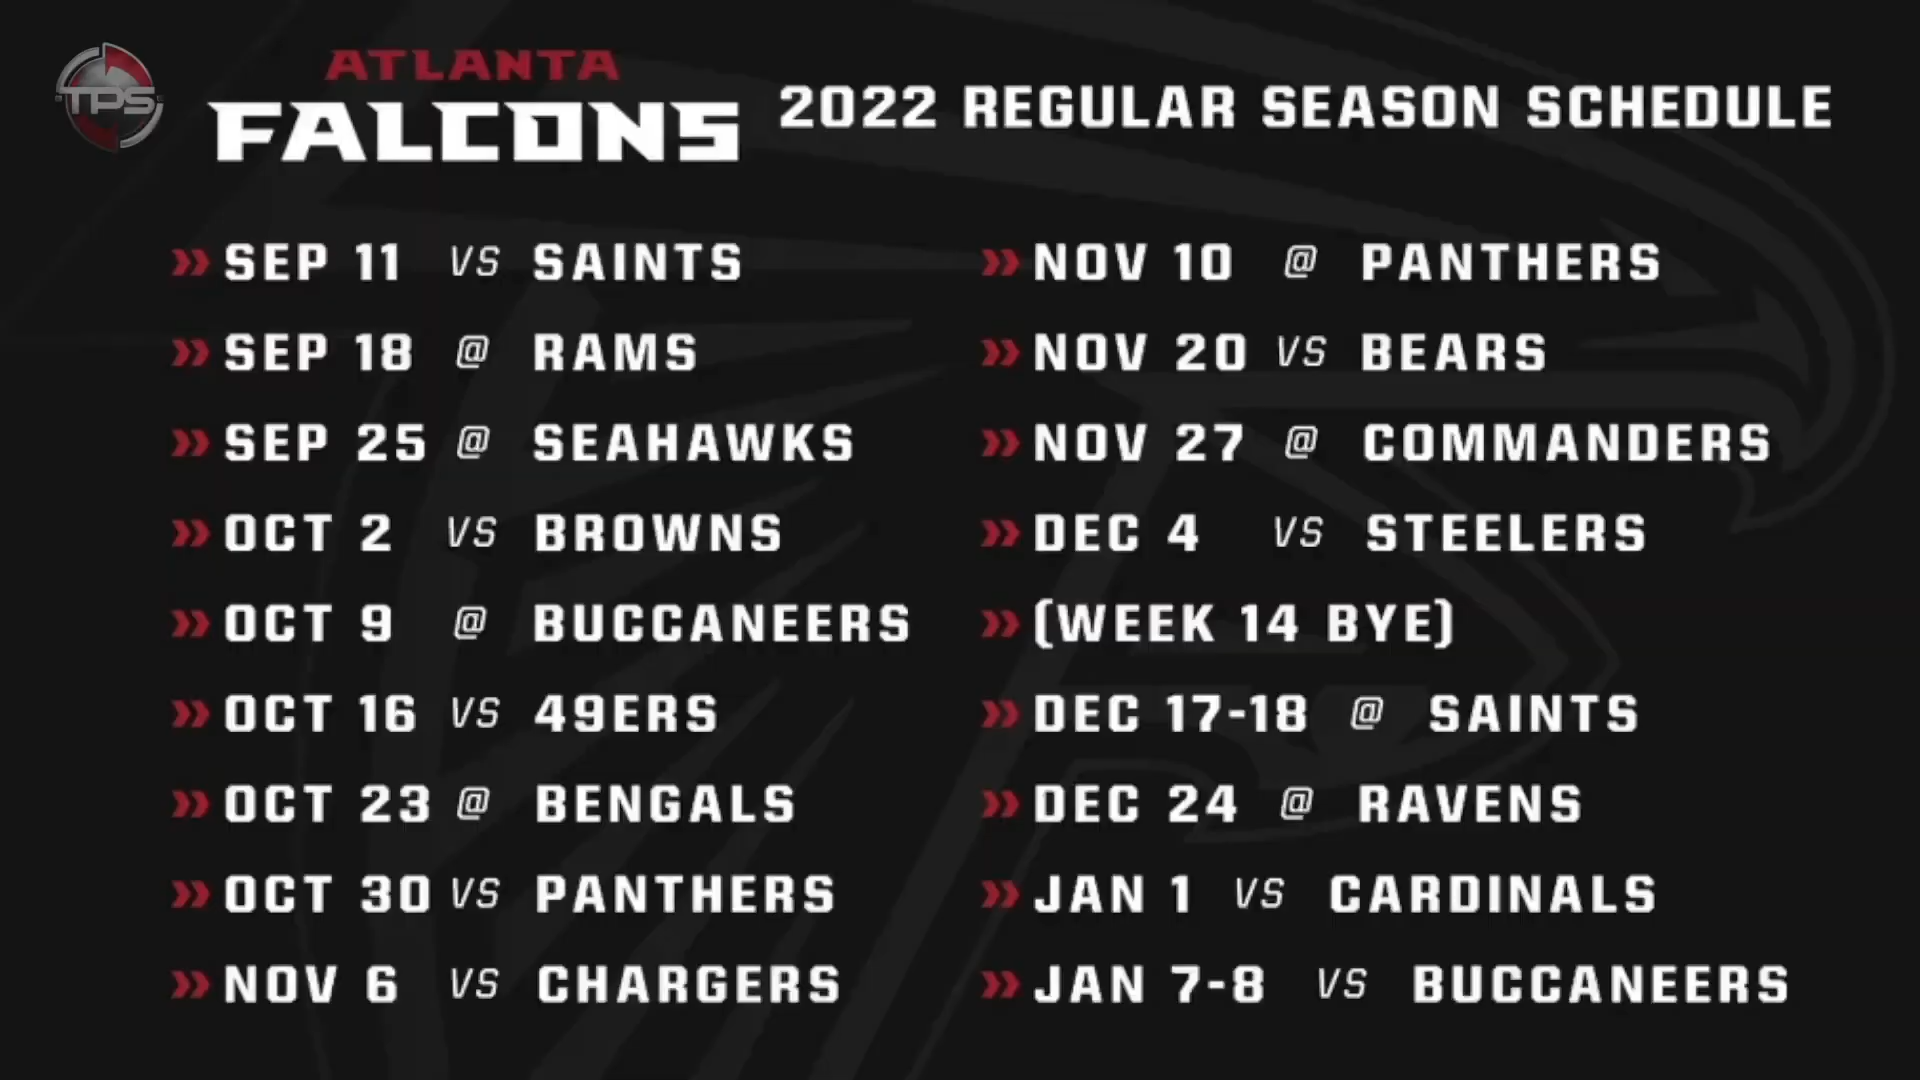 TPS
ATLANTA
FALCONS
2022 REGULAR SEASON SCHEDULE
» SEP 11 VS SAINTS
» SEP 18 @ RAMS
» SEP 25 @ SEAHAWKS
» OCT 2 VS BROWNS
» OCT 9 @ BUCCANEERS
» OCT 16 VS 49ERS
» OCT 23 @ BENGALS
» OCT 30 VS PANTHERS
» NOV 6 VS CHARGERS
» NOV 10 @ PANTHERS
» NOV 20 VS BEARS
» NOV 27 @ COMMANDERS
» DEC 4 VS STEELERS
» (WEEK 14 BYE)
» DEC 17-18 @ SAINTS
» DEC 24 @ RAVENS
» JAN 1 VS CARDINALS
» JAN 7-8 VS BUCCANEERS